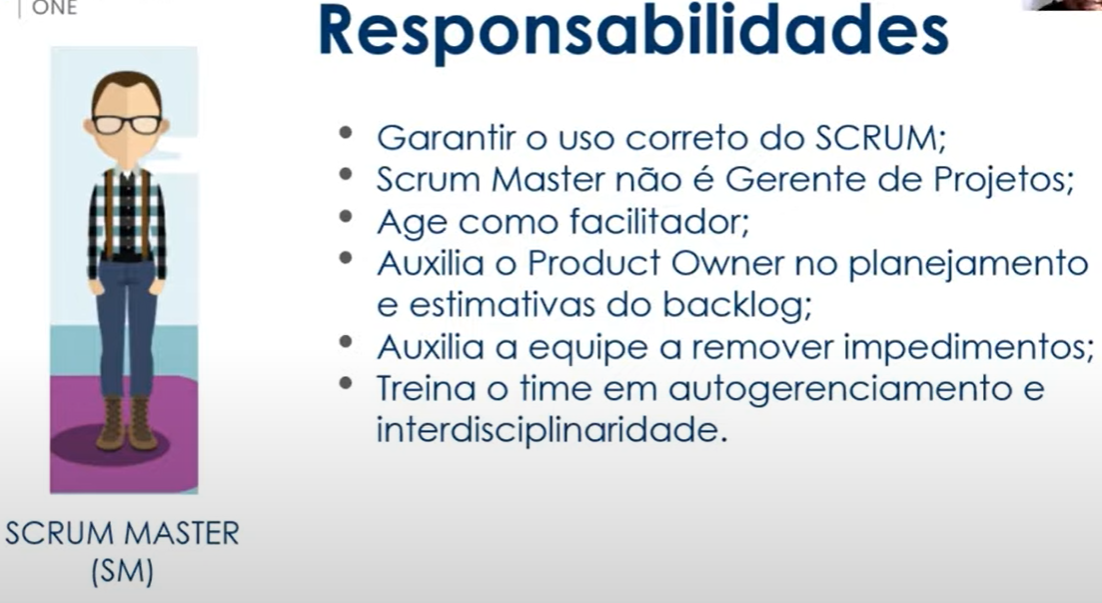 | ONE
Responsabilidades
• Garantir o uso correto do SCRUM;
• Scrum Master não é Gerente de Projetos;
• Age como facilitador;
• Auxilia o Product Owner no planejamento
e estimativas do backlog;
• Auxilia a equipe a remover impedimentos;
• Treina o time em autogerenciamento e
interdisciplinaridade.
SCRUM MASTER
(SM)